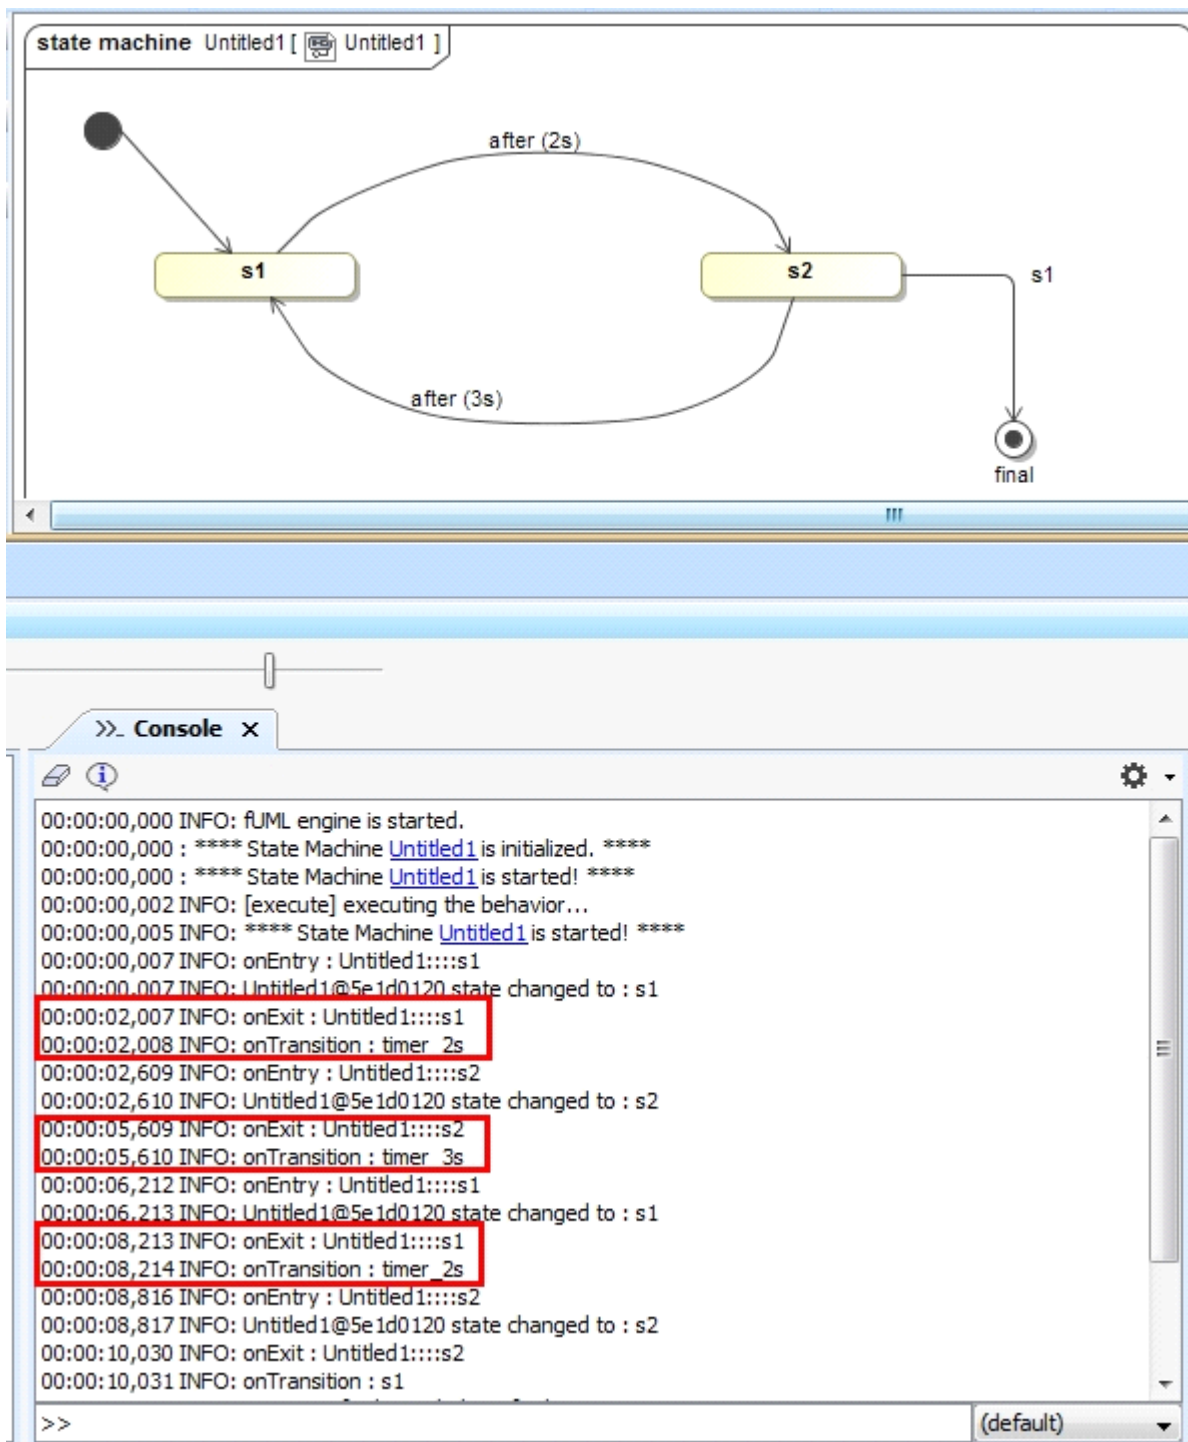 state machine Untitled1 [ Untitled1 ]
after (2s)
s1
s2
s1
after (3s)
final
Console
00:00:00,000 INFO: fUML engine is started.
00:00:00,000 : **** State Machine Untitled1 is initialized. ****
00:00:00,000 : **** State Machine Untitled1 is started! ****
00:00:00,002 INFO: [execute] executing the behavior...
00:00:00,005 INFO: **** State Machine Untitled1 is started! ****
00:00:00,007 INFO: onEntry : Untitled1::::s1
00:00:00,007 INFO: Untitled1@5e1d0120 state changed to : s1
00:00:02,007 INFO: onExit : Untitled1::::s1
00:00:02,008 INFO: onTransition : timer_2s
00:00:02,609 INFO: onEntry : Untitled1::::s2
00:00:02,610 INFO: Untitled1@5e1d0120 state changed to : s2
00:00:05,609 INFO: onExit : Untitled1::::s2
00:00:05,610 INFO: onTransition : timer_3s
00:00:06,212 INFO: onEntry : Untitled1::::s1
00:00:06,213 INFO: Untitled1@5e1d0120 state changed to : s1
00:00:08,213 INFO: onExit : Untitled1::::s1
00:00:08,214 INFO: onTransition : timer_2s
00:00:08,816 INFO: onEntry : Untitled1::::s2
00:00:08,817 INFO: Untitled1@5e1d0120 state changed to : s2
00:00:10,030 INFO: onExit : Untitled1::::s2
00:00:10,031 INFO: onTransition : s1
>>
(default)